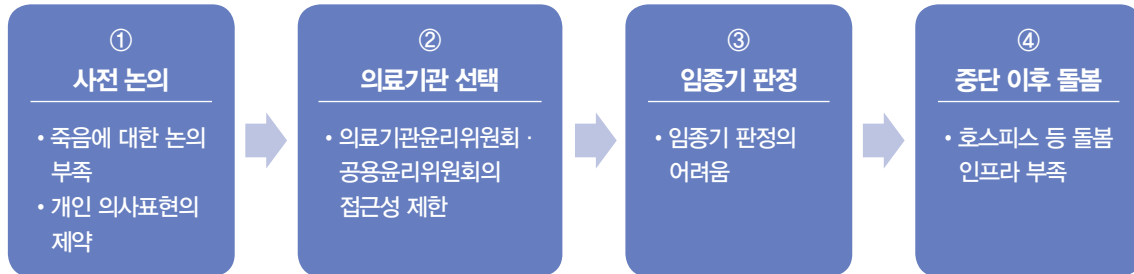 ①
사전 논의
• 죽음에 대한 논의
부족
• 개인 의사표현의
제약
②
의료기관 선택
• 의료기관윤리위원회 ·
공용윤리위원회의
접근성 제한
③
임종기 판정
• 임종기 판정의
어려움
④
중단 이후 돌봄
• 호스피스 등 돌봄
인프라 부족